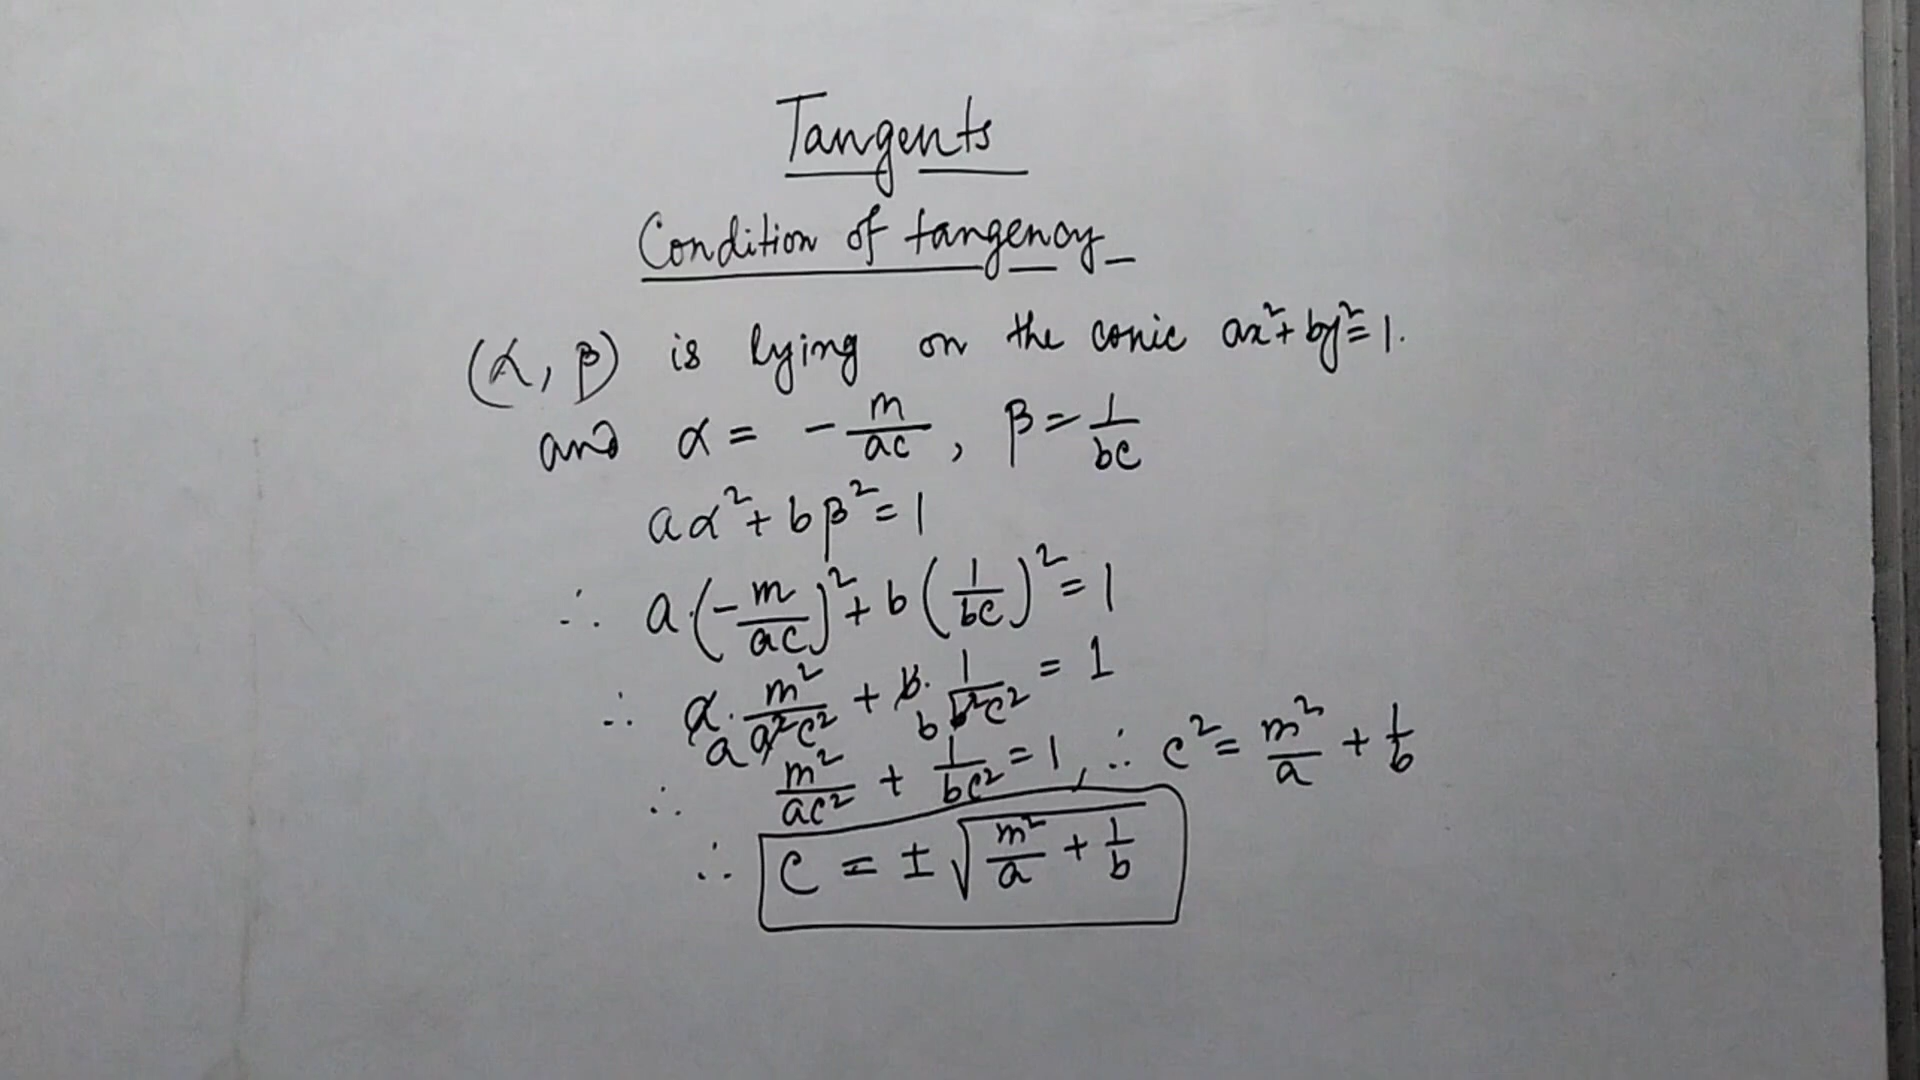 Tangents
Condition of tangency
(α, β) is lying on the conic ax²+by²=1.
and α = -m/ac, β = 1/bc
aα²+bβ²=1
∴ a.(-m/ac)²+b(1/bc)²=1
∴ a. m²/a²c² + b. 1/b²c² = 1
a b
∴ m²/ac² + 1/bc² = 1, ∴ c² = m²/a + 1/b
∴ C = ±√(m²/a + 1/b)